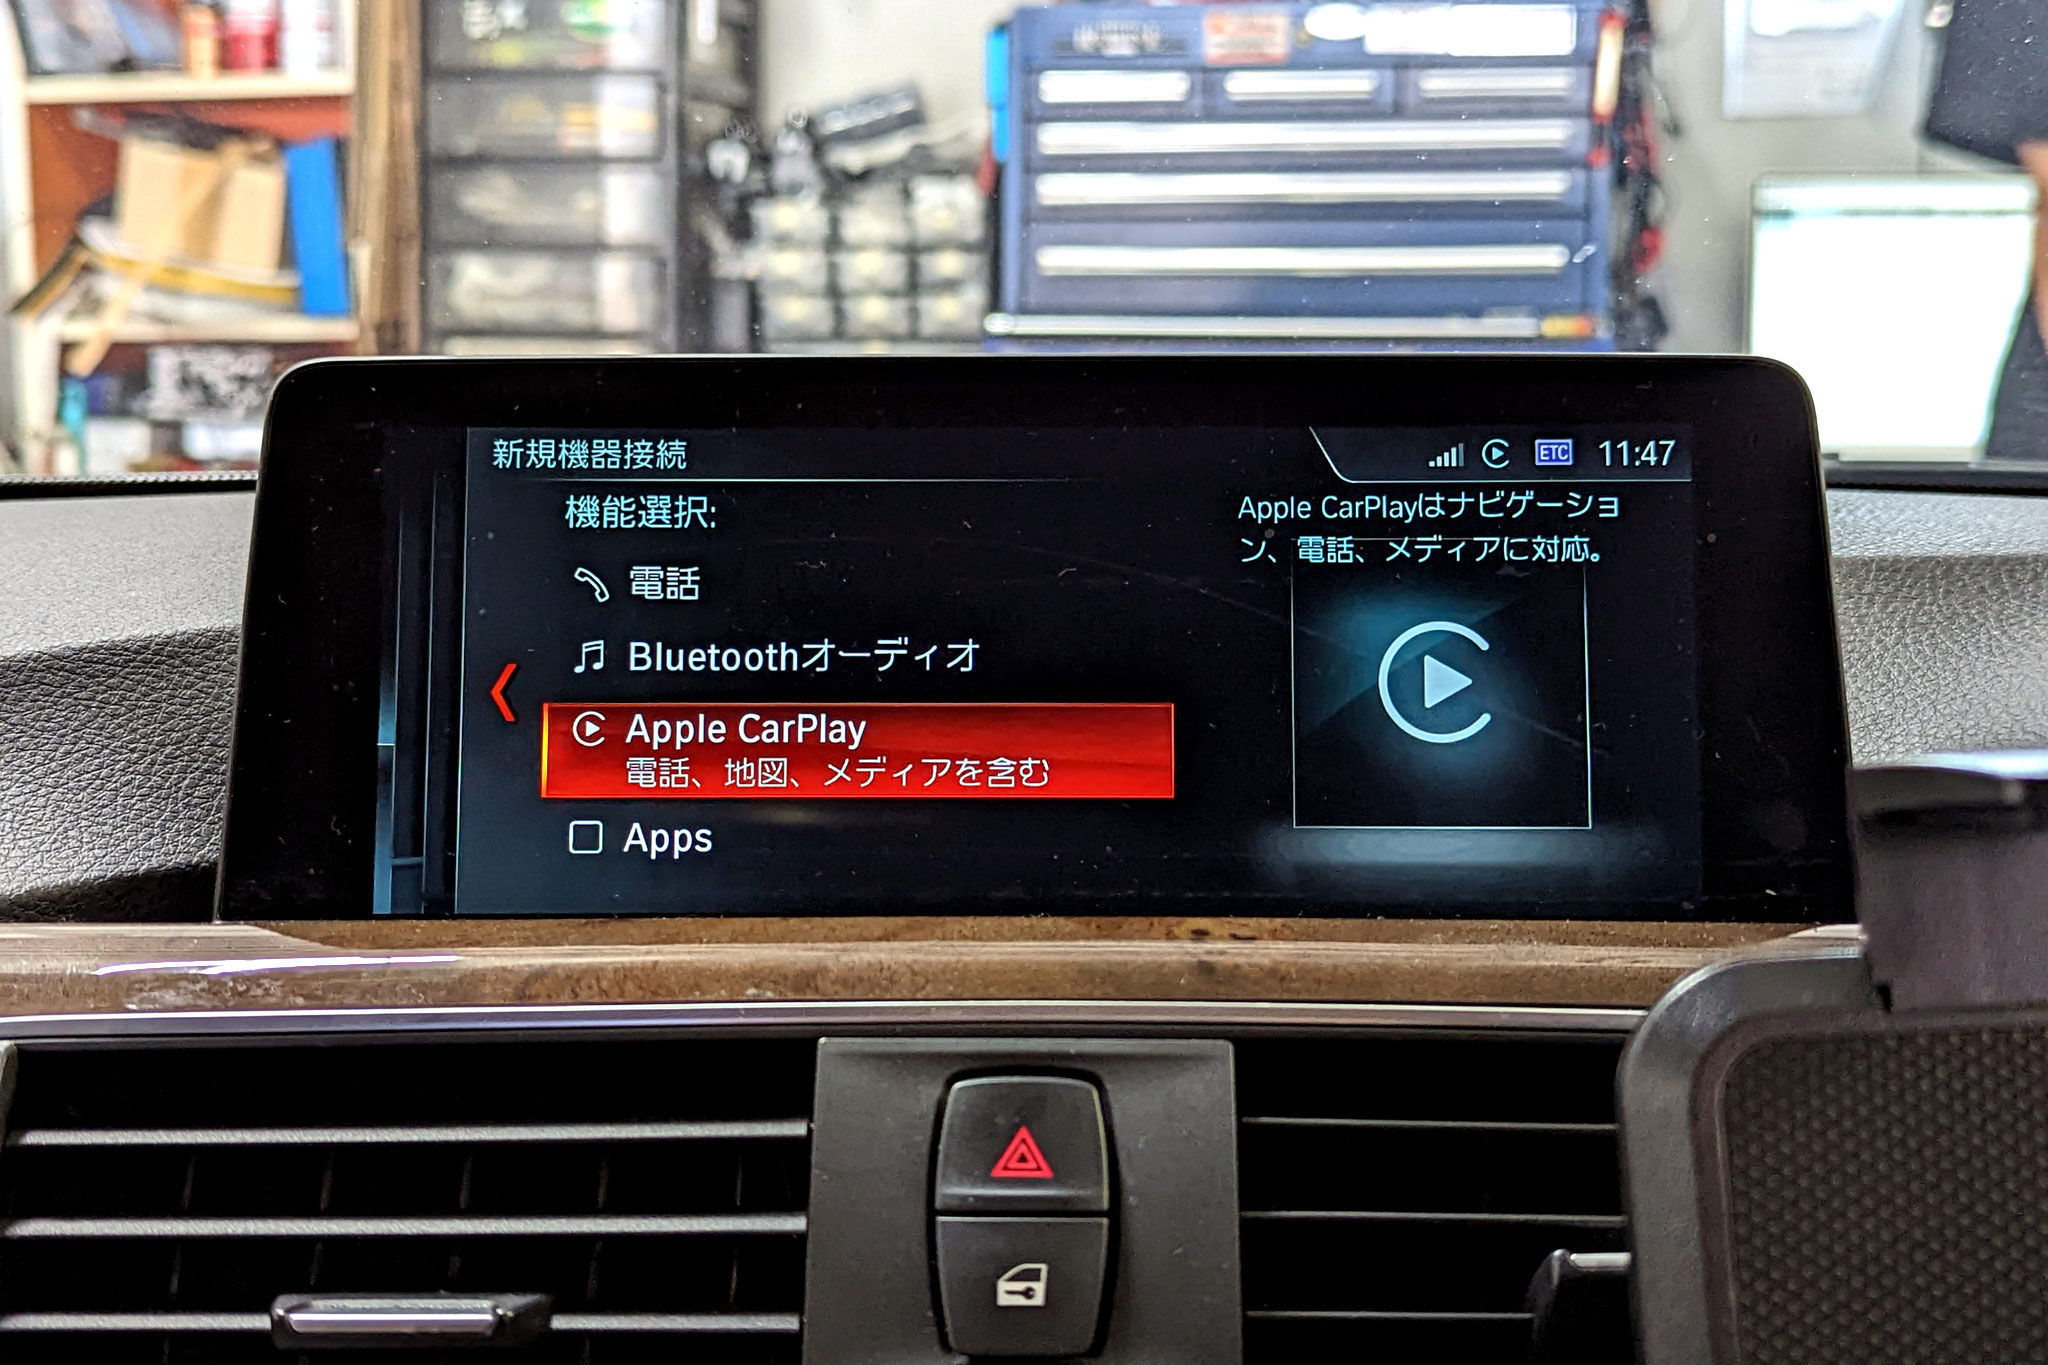 新規機器接続
ETC 11:47
機能選択:
電話
Bluetoothオーディオ
Apple CarPlay
電話、地図、メディアを含む
Apps
Apple CarPlayはナビゲーショ
ン、電話、メディアに対応。